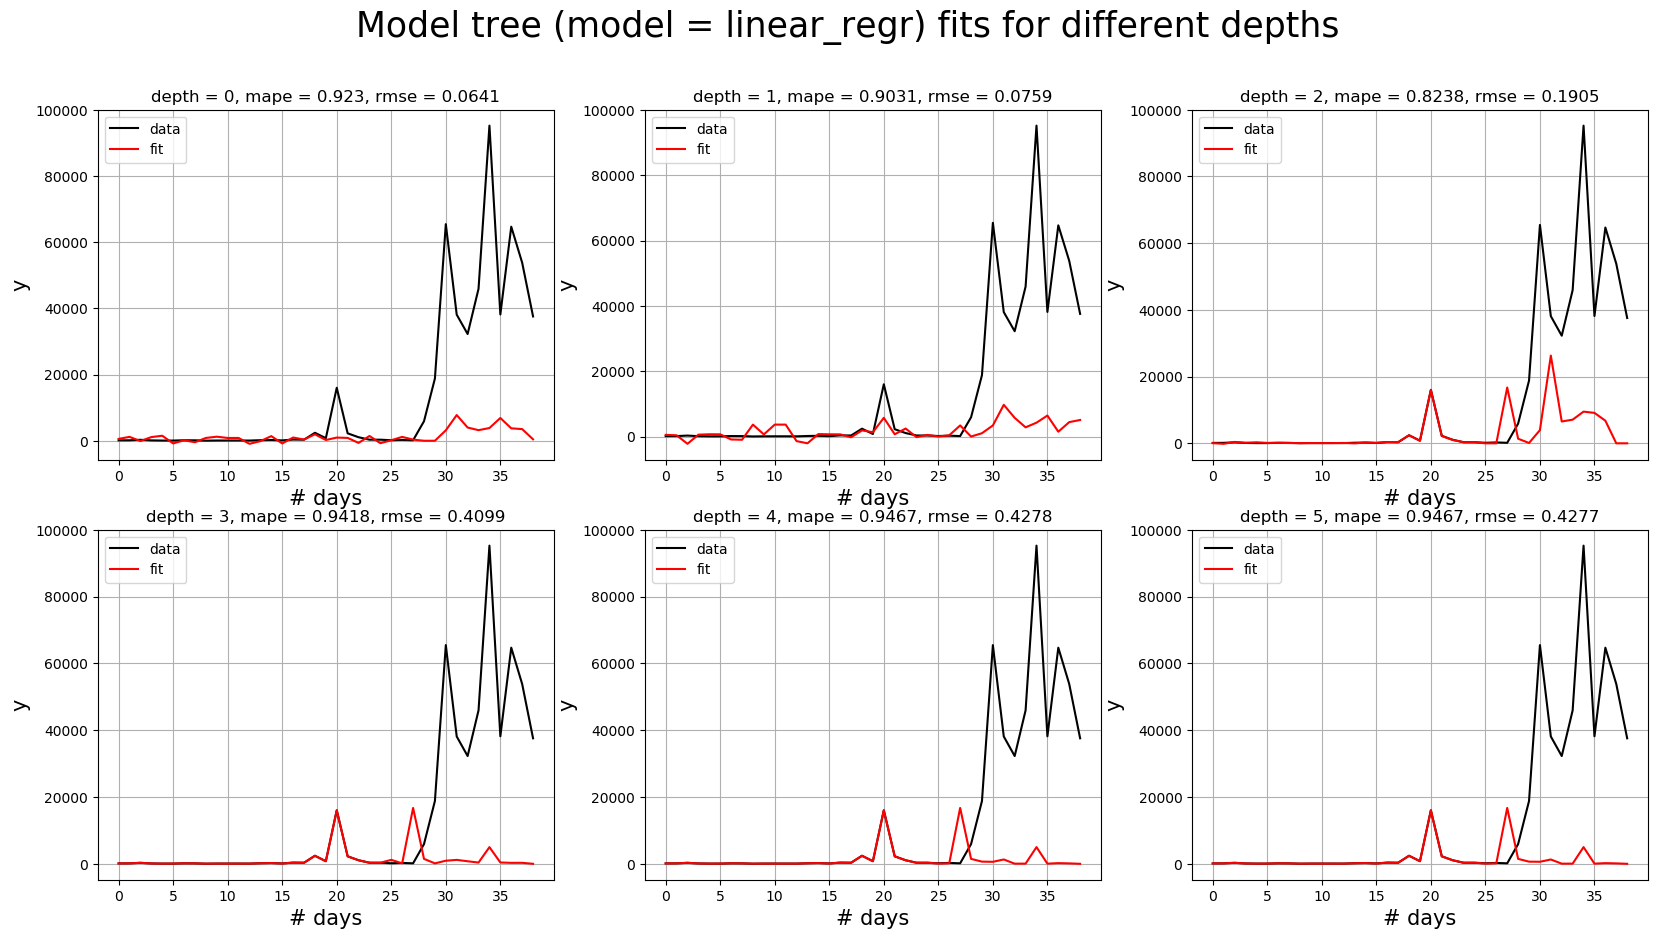 Model tree (model = linear_regr) fits for different depths
depth = 0, mape = 0.923, rmse = 0.0641
100000
80000
60000
40000
20000
0
y
data
fit
0 5 10 15 20 25 30 35
# days
depth = 1, mape = 0.9031, rmse = 0.0759
100000
80000
60000
40000
20000
0
y
data
fit
0 5 10 15 20 25 30 35
# days
depth = 2, mape = 0.8238, rmse = 0.1905
100000
80000
60000
40000
20000
0
y
data
fit
0 5 10 15 20 25 30 35
# days
depth = 3, mape = 0.9418, rmse = 0.4099
100000
80000
60000
40000
20000
0
y
data
fit
0 5 10 15 20 25 30 35
# days
depth = 4, mape = 0.9467, rmse = 0.4278
100000
80000
60000
40000
20000
0
y
data
fit
0 5 10 15 20 25 30 35
# days
depth = 5, mape = 0.9467, rmse = 0.4277
100000
80000
60000
40000
20000
0
y
data
fit
0 5 10 15 20 25 30 35
# days